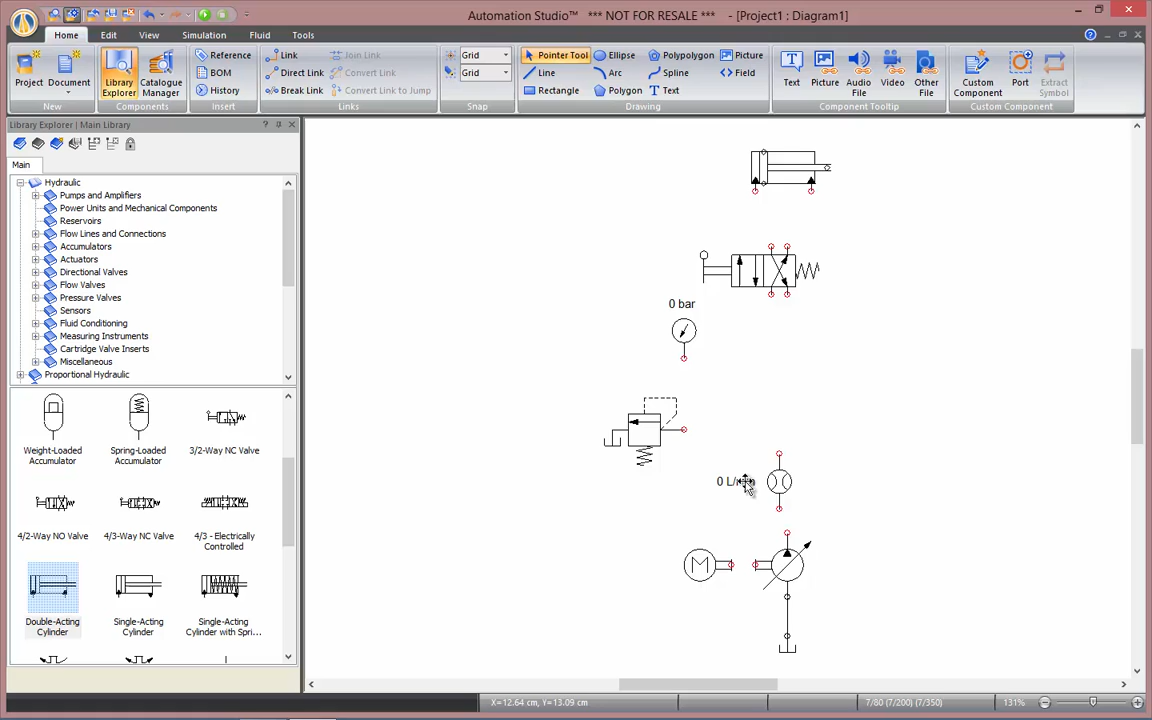 Automation Studio™ *** NOT FOR RESALE *** - [Project1 : Diagram1]
Home Edit View Simulation Fluid Tools
Project
Document
New
Library Explorer
Catalogue Manager
Components
Reference
BOM
History
Insert
Link
Direct Link
Break Link
Join Link
Convert Link
Convert Link to Jump
Links
Grid
Grid
Snap
Pointer Tool
Line
Rectangle
Ellipse
Arc
Polygon
Polypolygon
Spline
Text
Picture
Field
Drawing
Text
Picture
Audio File
Video
Other File
Component Tooltip
Custom Component
Port
Extract Symbol
Custom Component
Library Explorer | Main Library
Main
Hydraulic
Pumps and Amplifiers
Power Units and Mechanical Components
Reservoirs
Flow Lines and Connections
Accumulators
Actuators
Directional Valves
Flow Valves
Pressure Valves
Sensors
Fluid Conditioning
Measuring Instruments
Cartridge Valve Inserts
Miscellaneous
Proportional Hydraulic
Weight-Loaded Accumulator
Spring-Loaded Accumulator
3/2-Way NC Valve
4/2-Way NO Valve
4/3-Way NC Valve
4/3 - Electrically Controlled
Double-Acting Cylinder
Single-Acting Cylinder
Single-Acting Cylinder with Spri...
0 bar
0 L/
M
X=12.64 cm, Y=13.09 cm
7/80 (7/200) (7/350)
131%